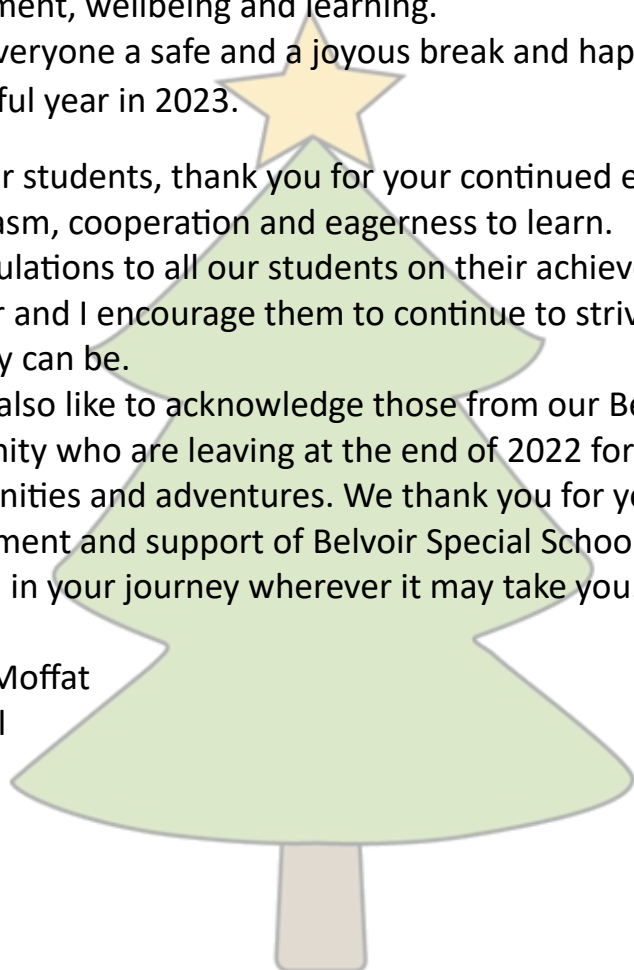 ment, wellbeing and learning.
veryone a safe and a joyous break and hap
ful year in 2023.
r students, thank you for your continued e
asm, cooperation and eagerness to learn.
ulations to all our students on their achiev
r and I encourage them to continue to striv
y can be.
also like to acknowledge those from our Be
nity who are leaving at the end of 2022 for
nities and adventures. We thank you for yo
ment and support of Belvoir Special Schoo
in your journey wherever it may take you.
Moffat
l